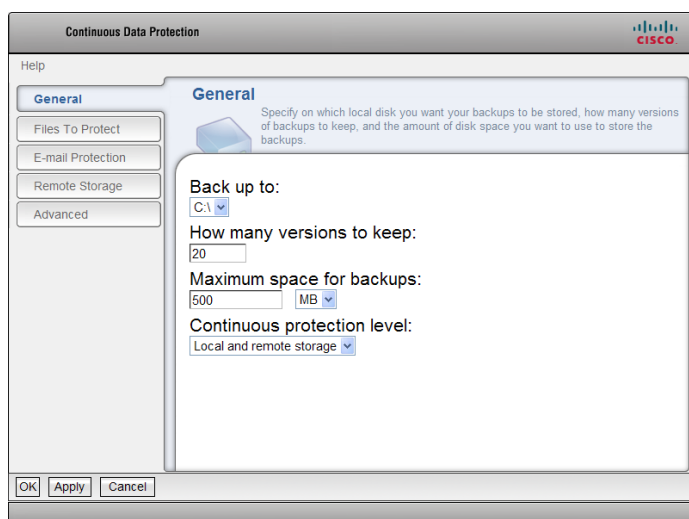 Continuous Data Protection
CISCO
Help
General
Files To Protect
E-mail Protection
Remote Storage
Advanced
General
Specify on which local disk you want your backups to be stored, how many versions
of backups to keep, and the amount of disk space you want to use to store the
backups.
Back up to:
C:\
How many versions to keep:
20
Maximum space for backups:
500 MB
Continuous protection level:
Local and remote storage
OK Apply Cancel